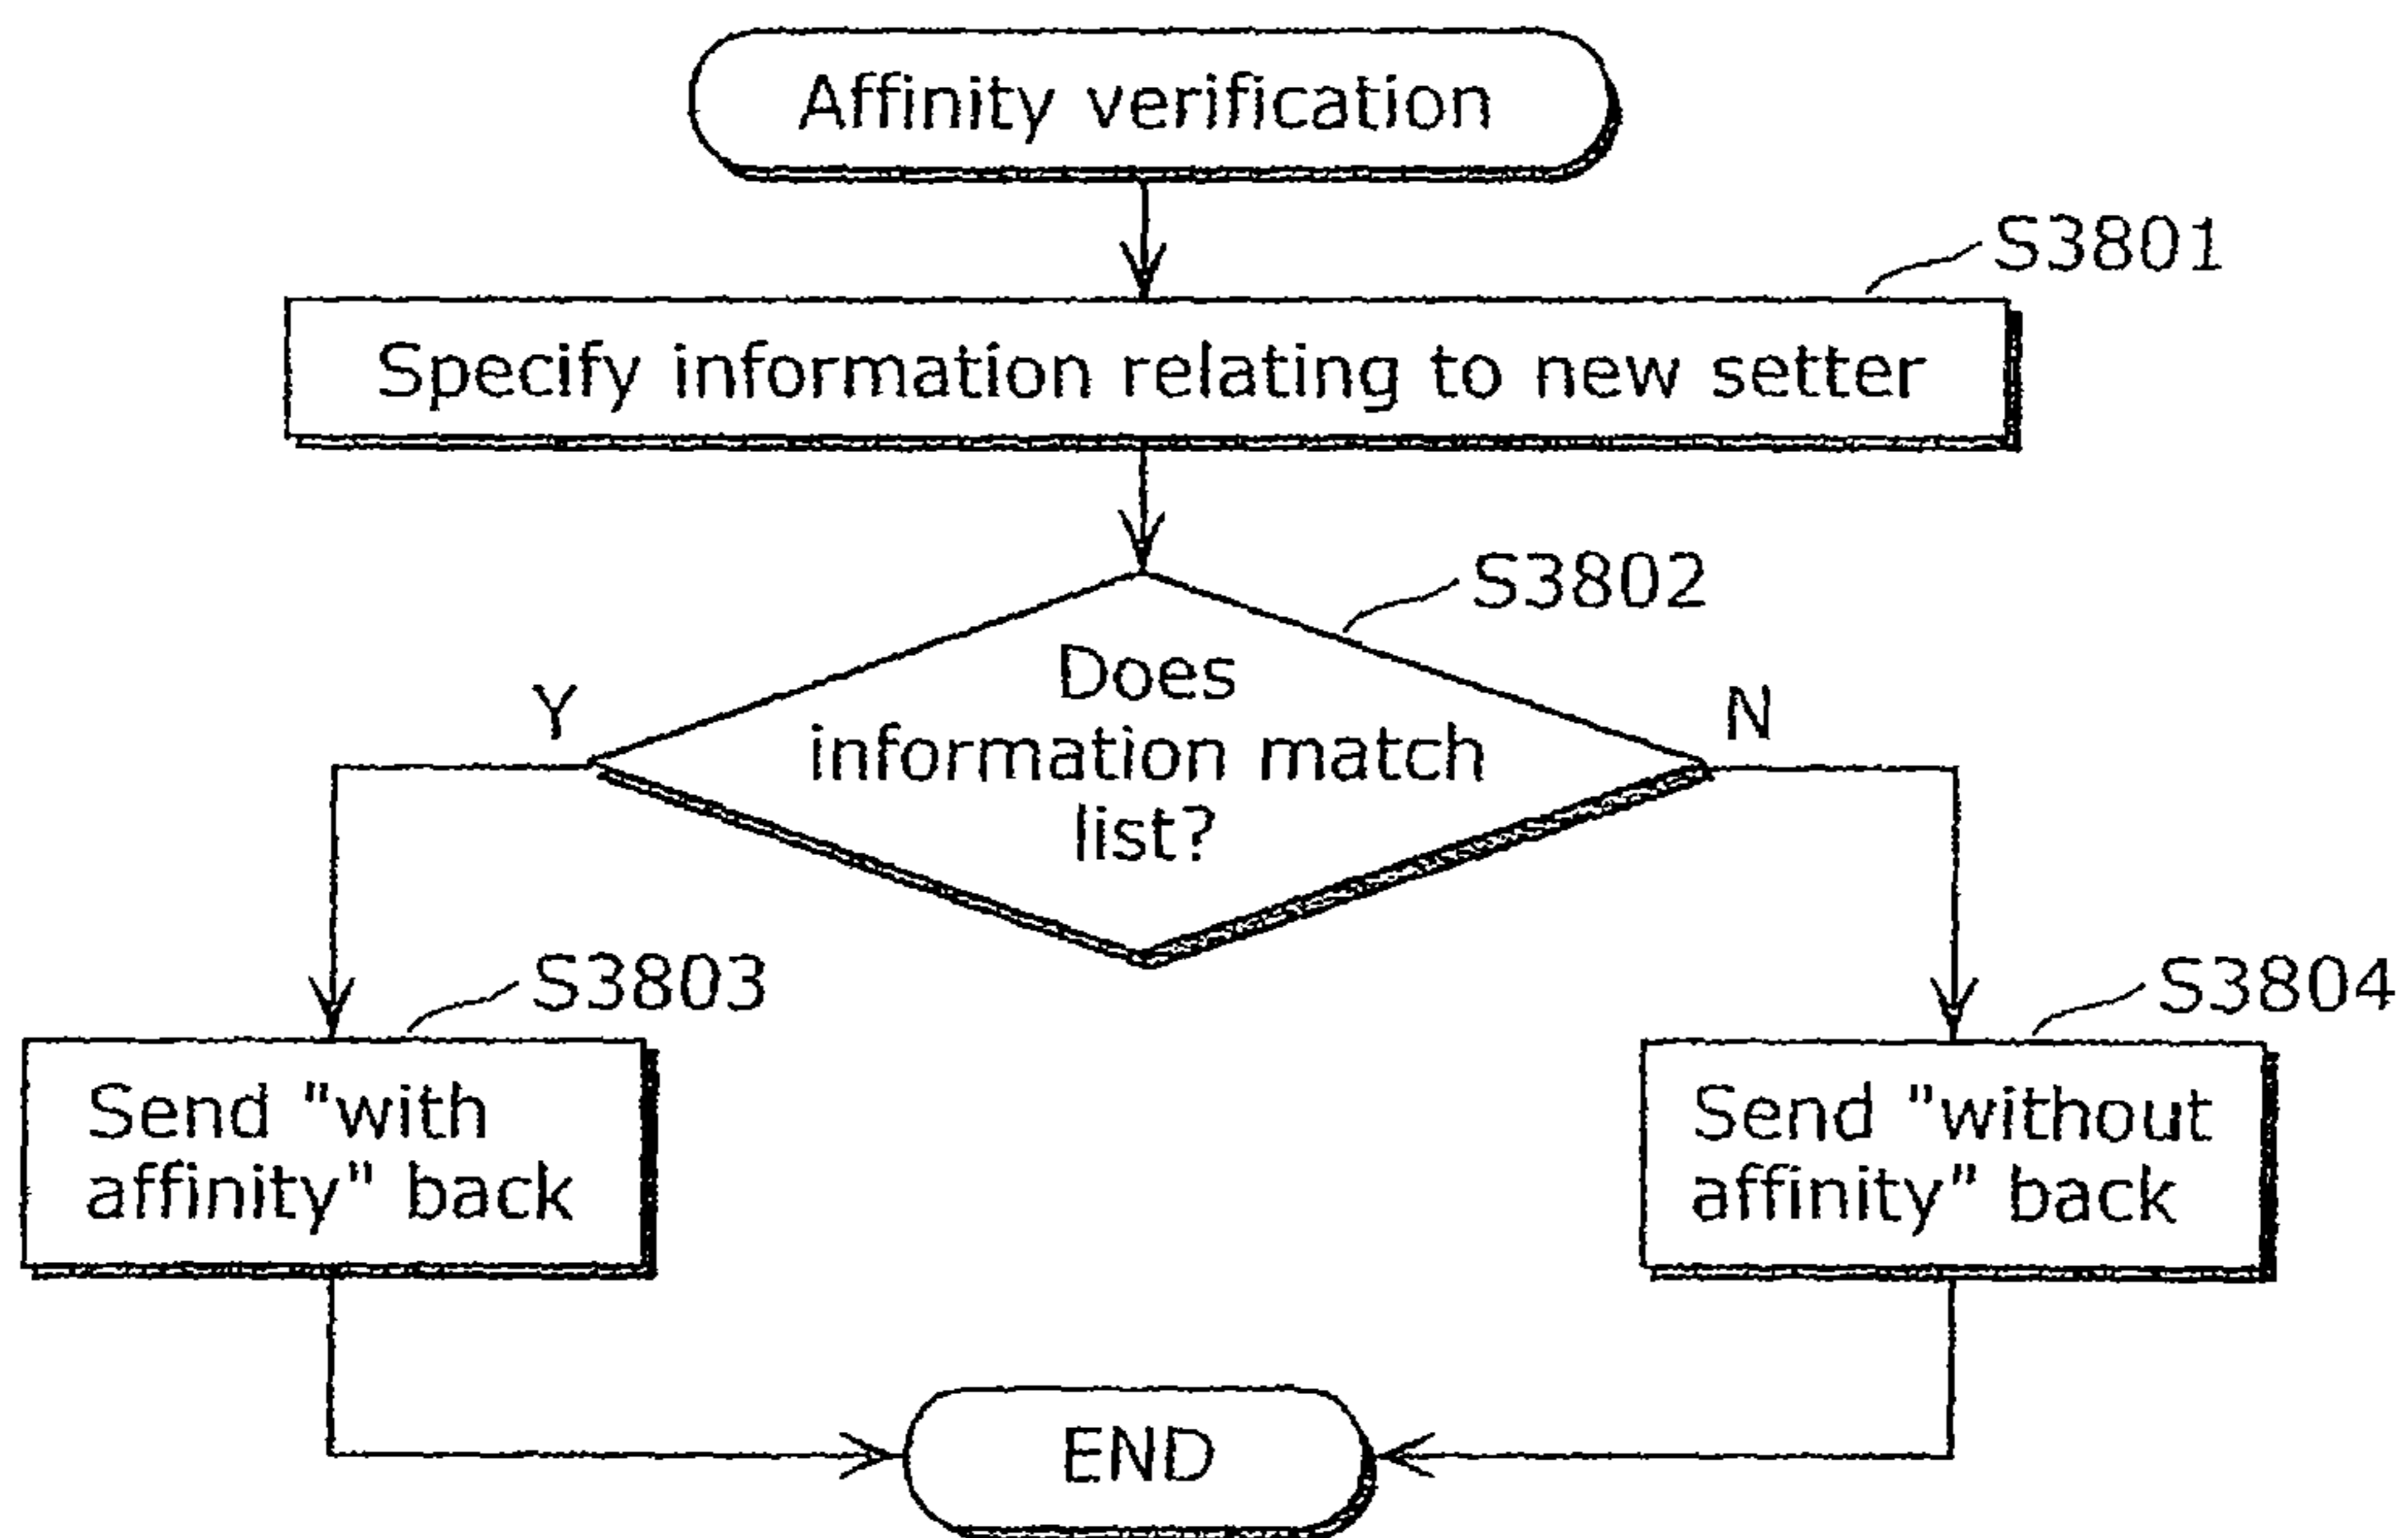 Affinity verification
S3801
Specify information relating to new setter
S3802
Does
information match
list?
Y
N
S3803
Send "with
affinity" back
S3804
Send "without
affinity" back
END